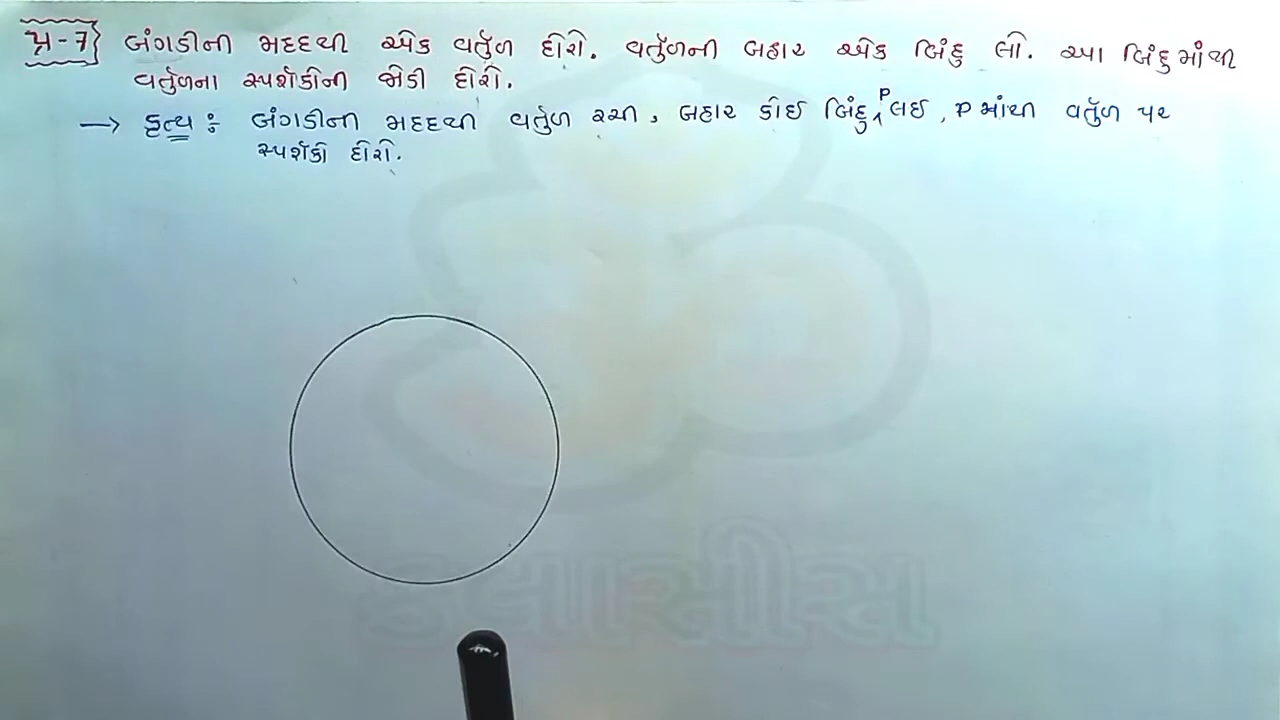 પ્ર-7 બંગડીની મદદથી એક વર્તુળ દોરો. વર્તુળની બહાર એક બિંદુ લો. આ બિંદુમાંથી
વર્તુળના સ્પર્શકોની જોડી દોરો.
→ કૃત્ય : બંગડીની મદદથી વર્તુળ રચી, બહાર કોઈ બિંદુ P લઈ, P માંથી વર્તુળ પર
સ્પર્શકો દોરો.
કલાસીસ